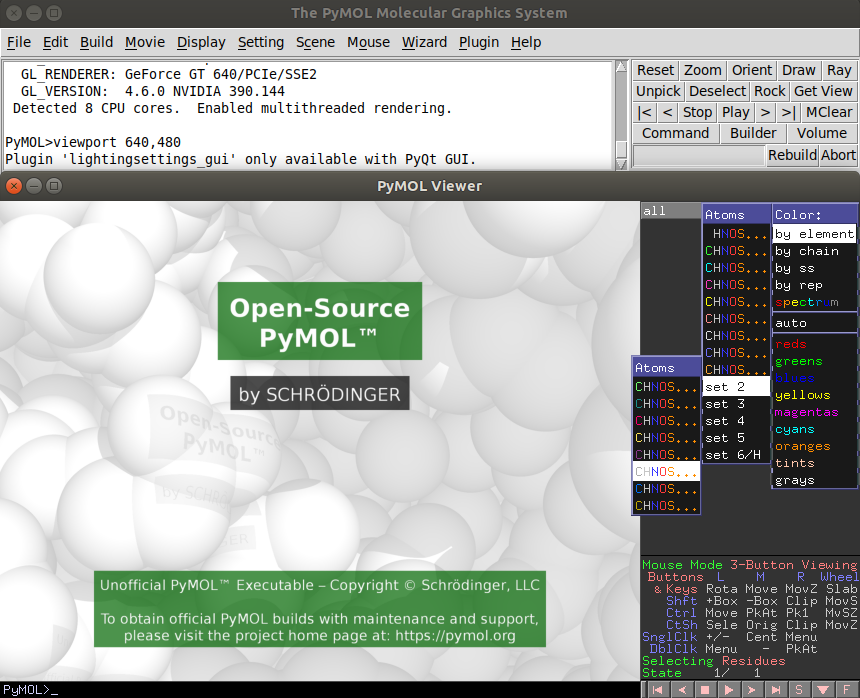 The PyMOL Molecular Graphics System
File Edit Build Movie Display Setting Scene Mouse Wizard Plugin Help
GL_RENDERER: GeForce GT 640/PCIe/SSE2
GL_VERSION: 4.6.0 NVIDIA 390.144
Detected 8 CPU cores. Enabled multithreaded rendering.
PyMOL>viewport 640,480
Plugin 'lightingsettings_gui' only available with PyQt GUI.
Reset Zoom Orient Draw Ray
Unpick Deselect Rock Get View
|< < Stop Play > >| MClear
Command Builder Volume
Rebuild Abort
PyMOL Viewer
Open-Source
PyMOL™
by SCHRÖDINGER
Open-Source
PyMOL™
Unofficial PyMOL™ Executable – Copyright © Schrödinger, LLC
To obtain official PyMOL builds with maintenance and support,
please visit the project home page at: https://pymol.org
all
Atoms
CHNOS...
CHNOS...
CHNOS...
CHNOS...
CHNOS...
CHNOS...
CHNOS...
CHNOS...
Atoms
HNOS...
CHNOS...
CHNOS...
CHNOS...
CHNOS...
CHNOS...
CHNOS...
CHNOS...
CHNOS...
set 2
set 3
set 4
set 5
set 6/H
Color:
by element
by chain
by ss
by rep
spectrum
auto
reds
greens
blues
yellows
magentas
cyans
oranges
tints
grays
Mouse Mode 3-Button Viewing
Buttons L M R Wheel
& Keys Rota Move MovZ Slab
Shft +Box -Box Clip MovS
Ctrl Move PkAt Pk1 MvSZ
CtSh Sele Orig Clip MovZ
SnglClk +/- Cent Menu
DblClk Menu - PkAt
Selecting Residues
State 1/ 1
S F
PyMOL>_